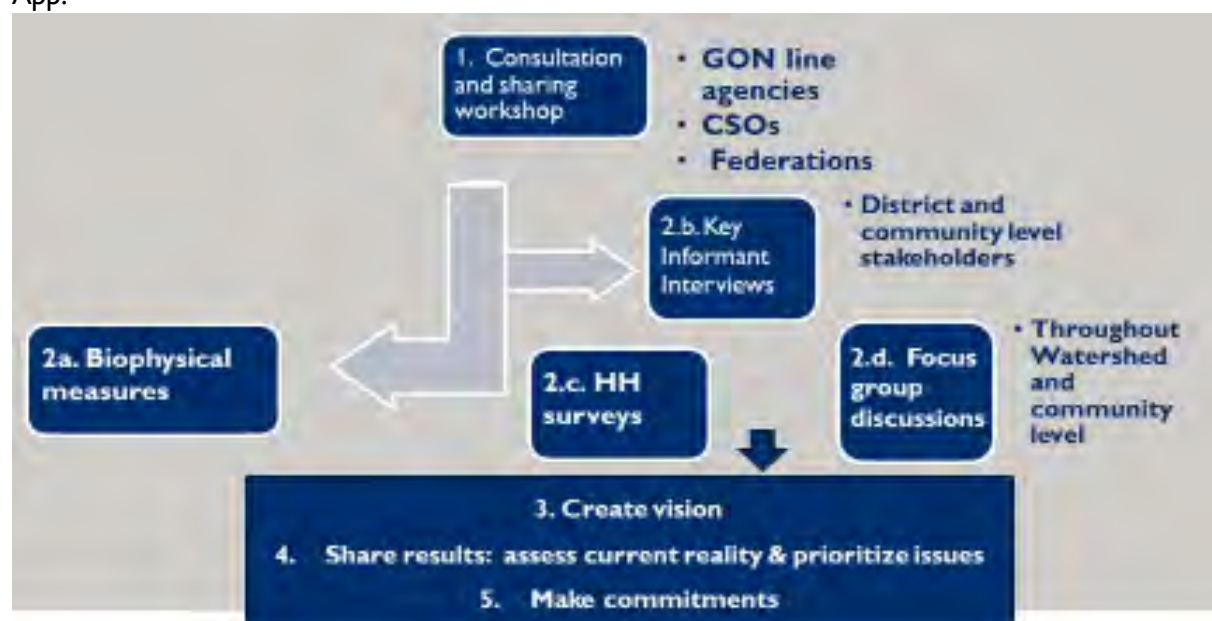 App.
1. Consultation
and sharing
workshop
• GON line
agencies
• CSOs
• Federations
2.b. Key
Informant
Interviews
• District and
community level
stakeholders
2a. Biophysical
measures
2.c. HH
surveys
2.d. Focus
group
discussions
• Throughout
Watershed
and
community
level
3. Create vision
4. Share results: assess current reality & prioritize issues
5. Make commitments